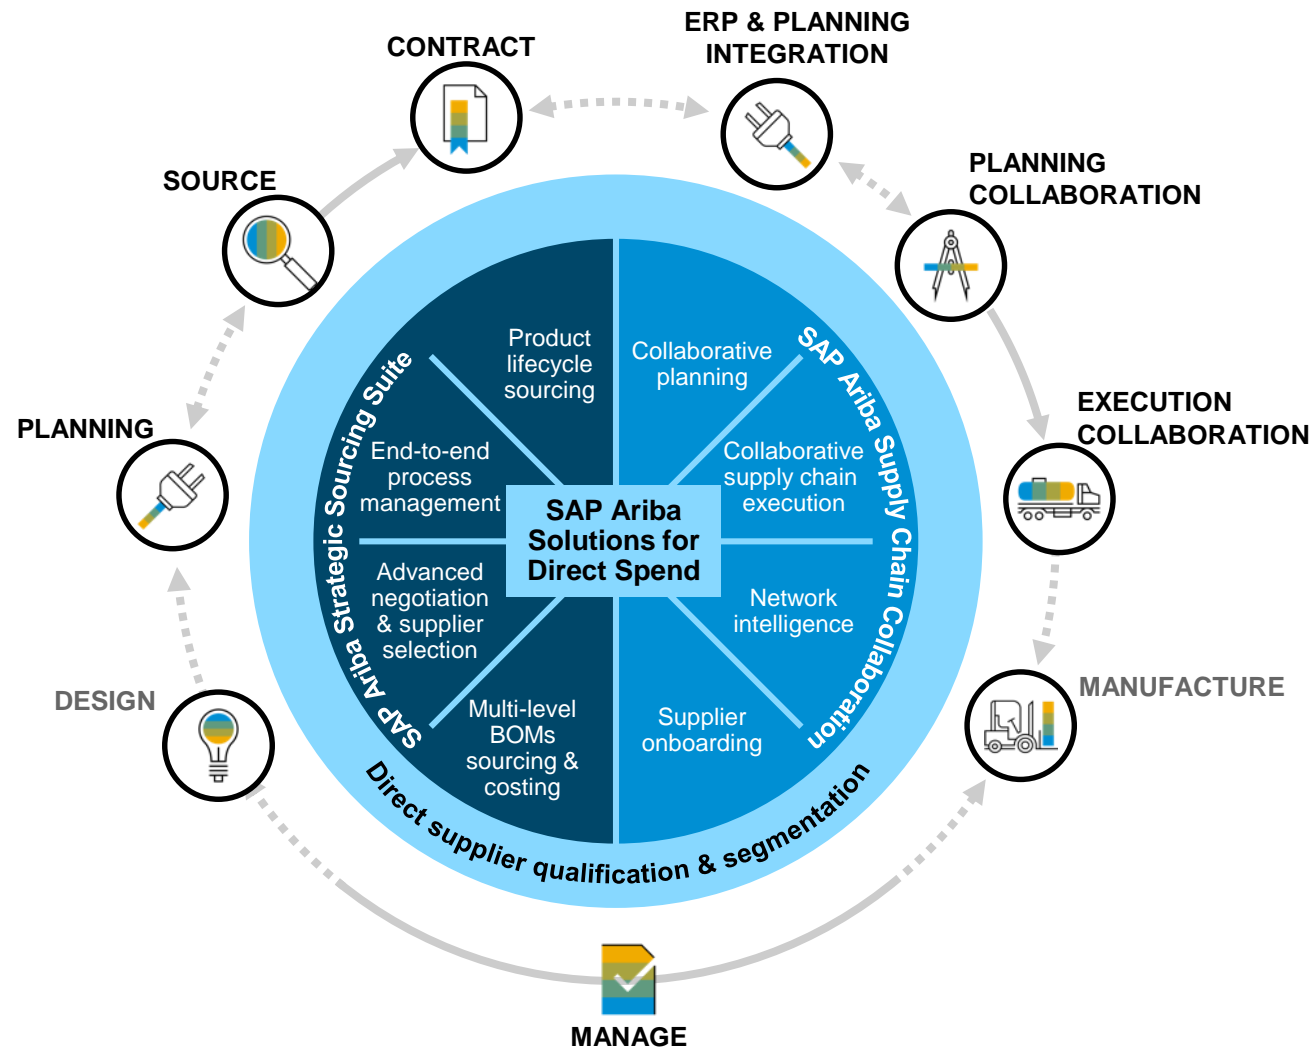 ERP & PLANNING
INTEGRATION
CONTRACT
SOURCE
PLANNING
COLLABORATION
PLANNING
EXECUTION
COLLABORATION
DESIGN
MANUFACTURE
MANAGE
SAP Ariba Strategic Sourcing Suite
Product
lifecycle
sourcing
End-to-end
process
management
Advanced
negotiation
& supplier
selection
Multi-level
BOMs
sourcing &
costing
SAP Ariba
Solutions for
Direct Spend
SAP Ariba Supply Chain Collaboration
Collaborative
planning
Collaborative
supply chain
execution
Network
intelligence
Supplier
onboarding
Direct supplier qualification & segmentation